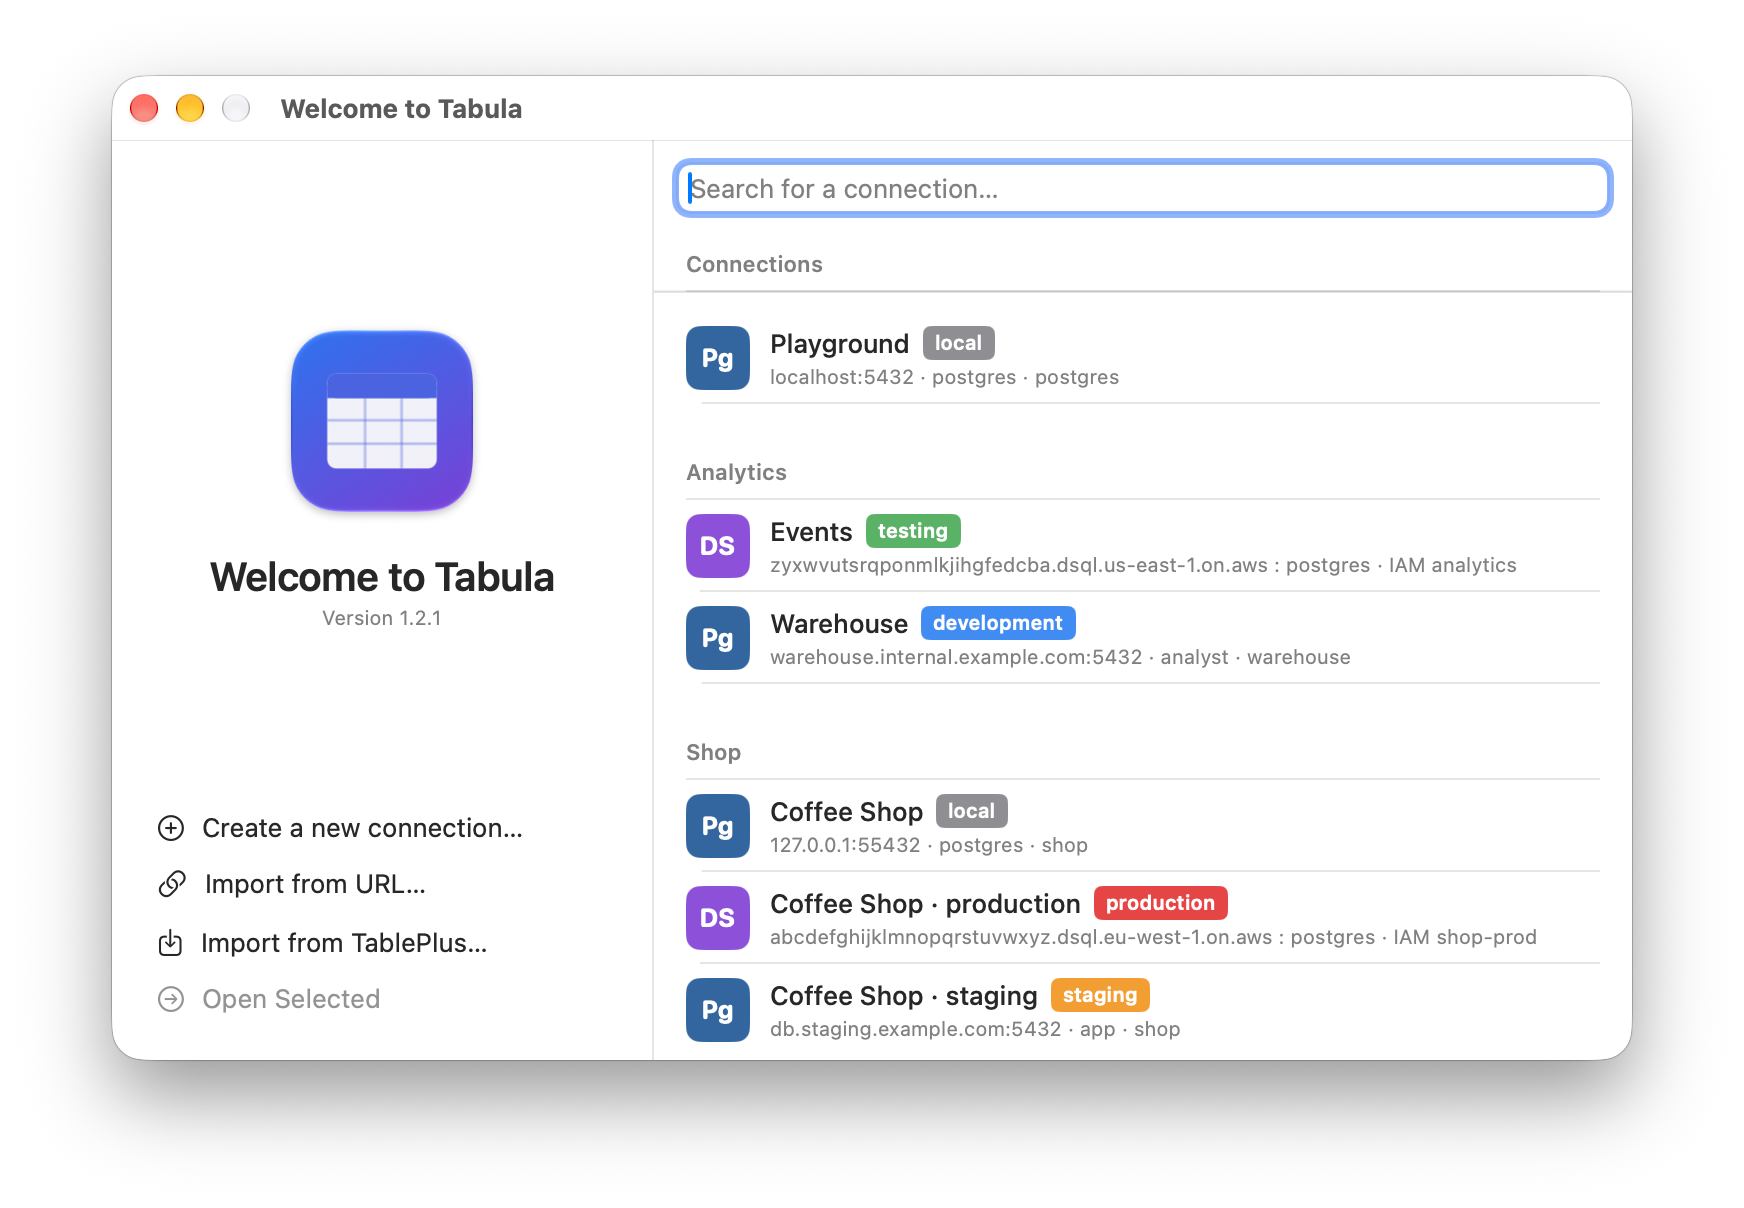 Welcome to Tabula
Welcome to Tabula
Version 1.2.1
Create a new connection...
Import from URL...
Import from TablePlus...
Open Selected
Search for a connection...
Connections
Pg
Playground local
localhost:5432 · postgres · postgres
Analytics
DS
Events testing
zyxwvutsrqponmlkjihgfedcba.dsql.us-east-1.on.aws : postgres · IAM analytics
Pg
Warehouse development
warehouse.internal.example.com:5432 · analyst · warehouse
Shop
Pg
Coffee Shop local
127.0.0.1:55432 · postgres · shop
DS
Coffee Shop · production production
abcdefghijklmnopqrstuvwxyz.dsql.eu-west-1.on.aws : postgres · IAM shop-prod
Pg
Coffee Shop · staging staging
db.staging.example.com:5432 · app · shop